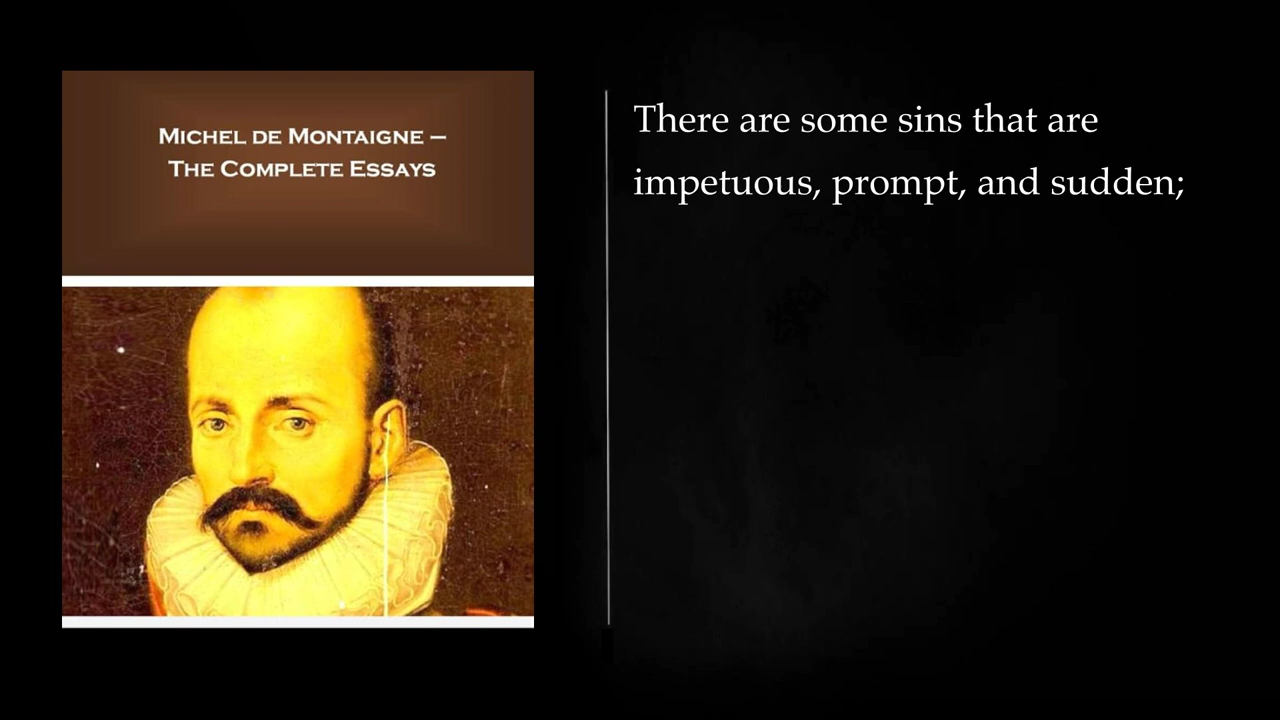 Michel de Montaigne –
The Complete Essays
There are some sins that are
impetuous, prompt, and sudden;